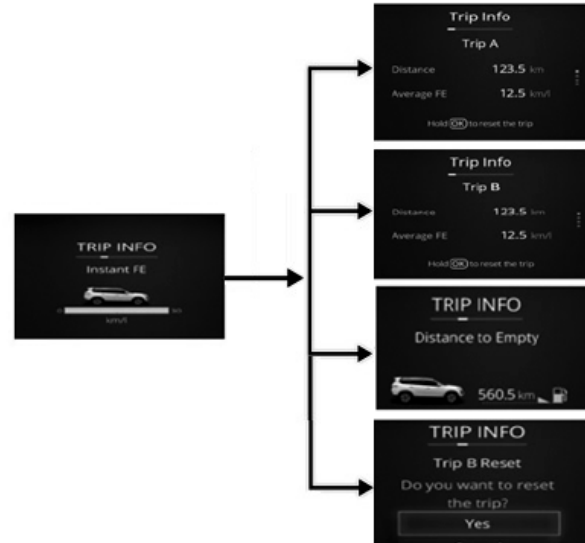 TRIP INFO
Instant FE
0
km/l
Trip Info
Trip A
Distance 123.5 km
Average FE 12.5 km/l
Hold OK to reset the trip
Trip Info
Trip B
Distance 123.5 km
Average FE 12.5 km/l
Hold OK to reset the trip
TRIP INFO
Distance to Empty
560.5 km
TRIP INFO
Trip B Reset
Do you want to reset
the trip?
Yes